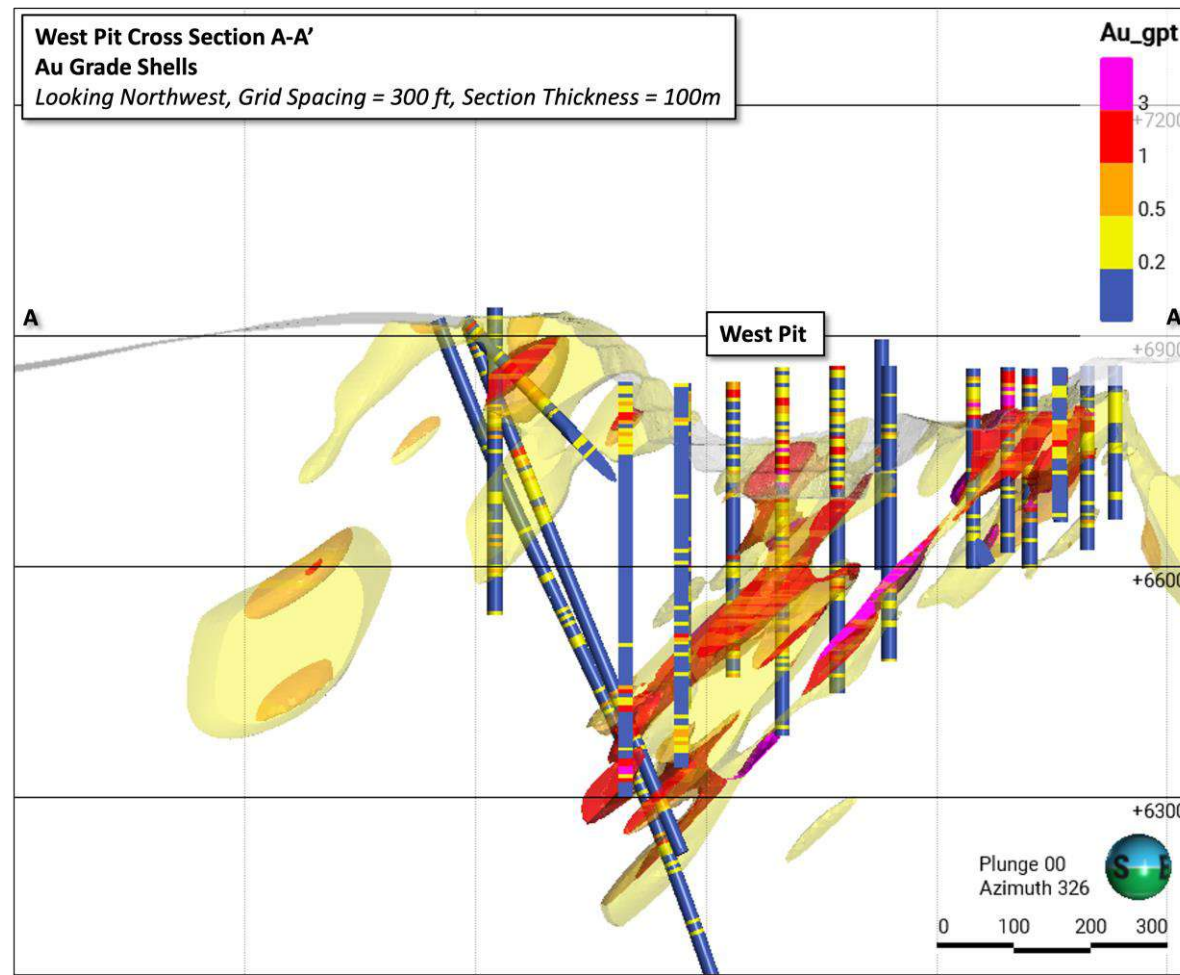 West Pit Cross Section A-A’
Au Grade Shells
Looking Northwest, Grid Spacing = 300 ft, Section Thickness = 100m
Au_gpt
3
+7200
1
0.5
0.2
A
West Pit
A
+6900
+6600
+6300
Plunge 00
Azimuth 326
S E
0 100 200 300